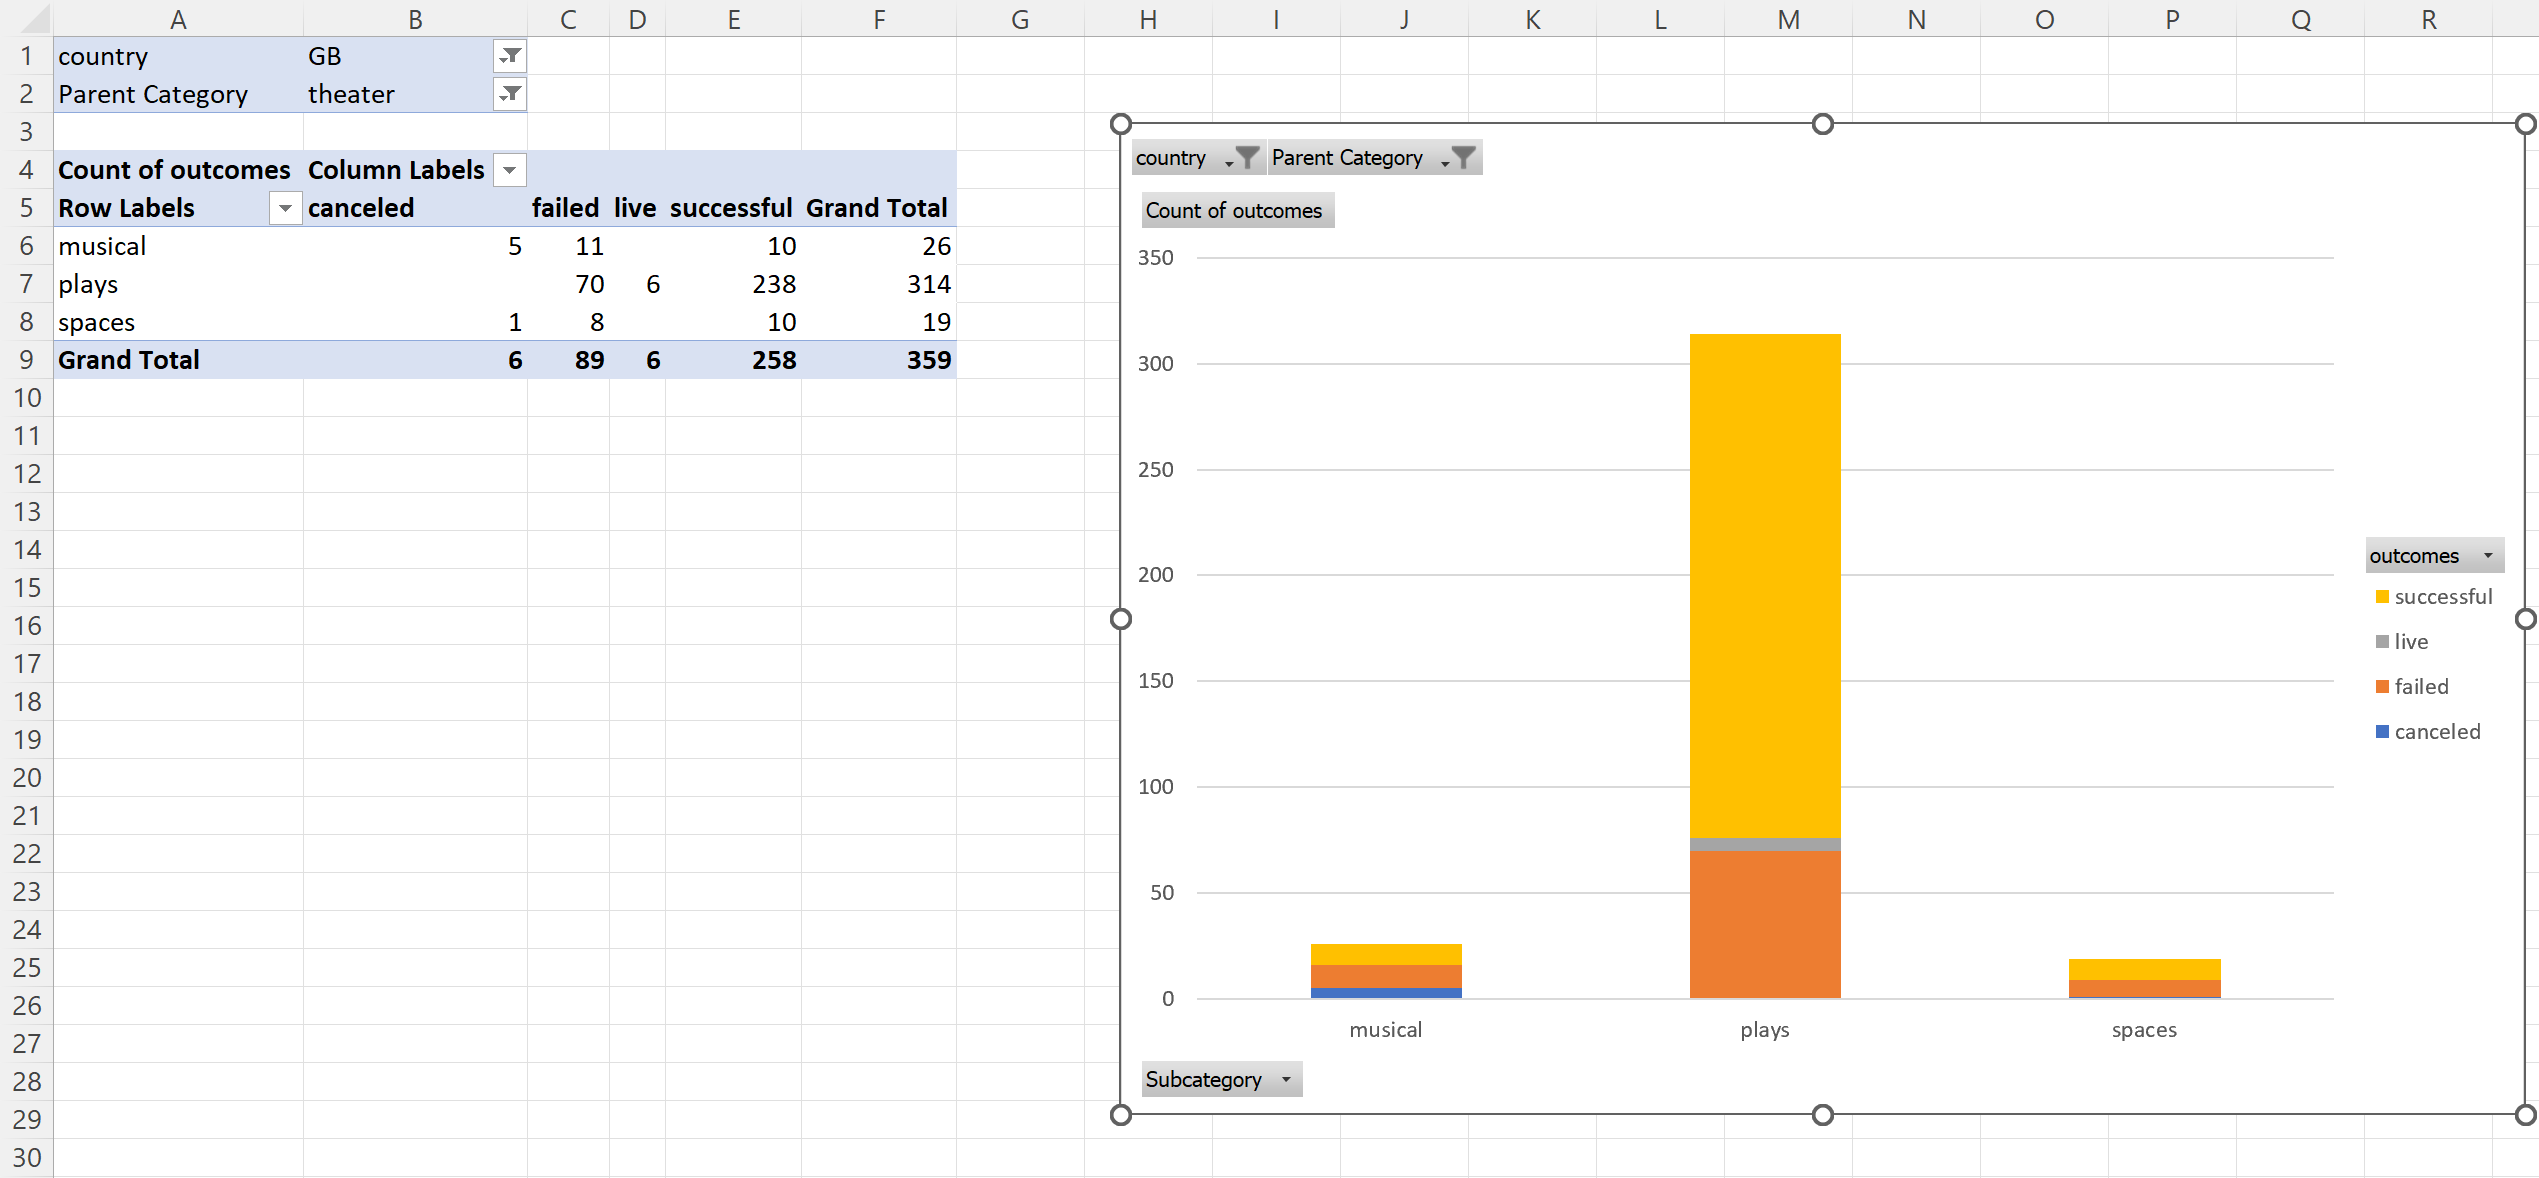 A B C D E F G H I J K L M N O P Q R
1 country GB
2 Parent Category theater
3
4 Count of outcomes Column Labels
5 Row Labels canceled failed live successful Grand Total
6 musical 5 11 10 26
7 plays 70 6 238 314
8 spaces 1 8 10 19
9 Grand Total 6 89 6 258 359
10
11
12
13
14
15
16
17
18
19
20
21
22
23
24
25
26
27
28
29
30
country Parent Category
Count of outcomes
350
300
250
200
150
100
50
0
musical plays spaces
Subcategory
outcomes
successful
live
failed
canceled